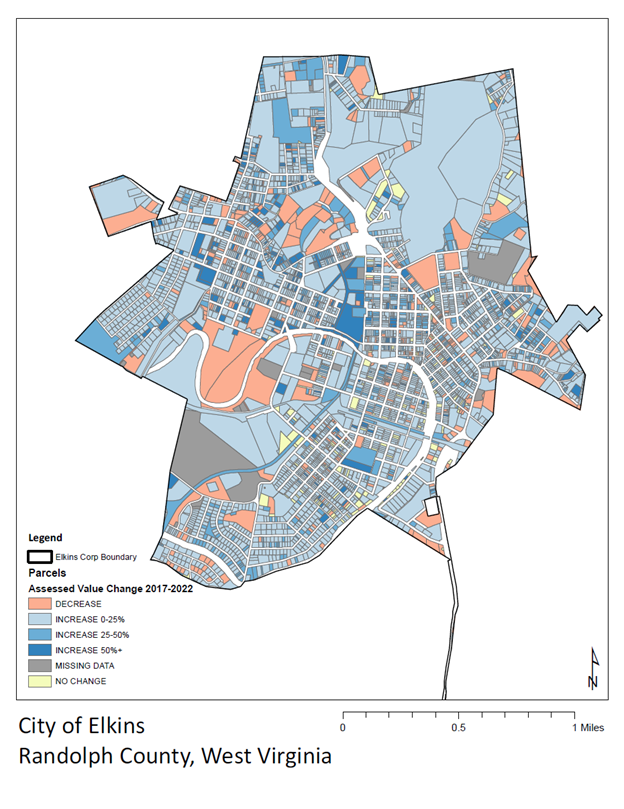 Legend
Elkins Corp Boundary
Parcels
Assessed Value Change 2017-2022
DECREASE
INCREASE 0-25%
INCREASE 25-50%
INCREASE 50%+
MISSING DATA
NO CHANGE
N
City of Elkins
Randolph County, West Virginia
0 0.5 1 Miles